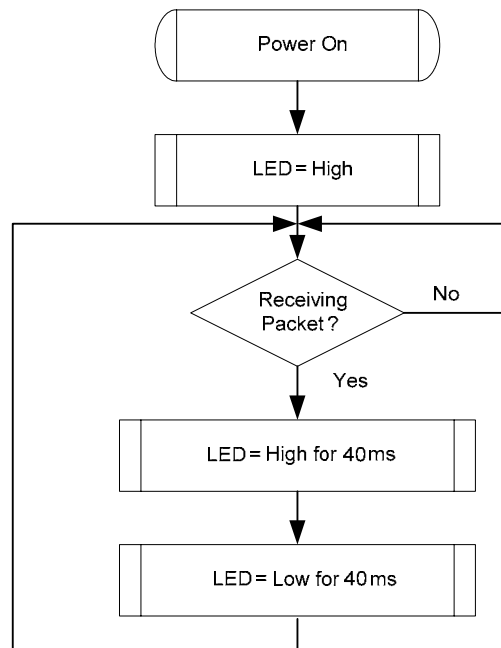 Power On
LED = High
Receiving
Packet ?
No
Yes
LED = High for 40ms
LED = Low for 40ms